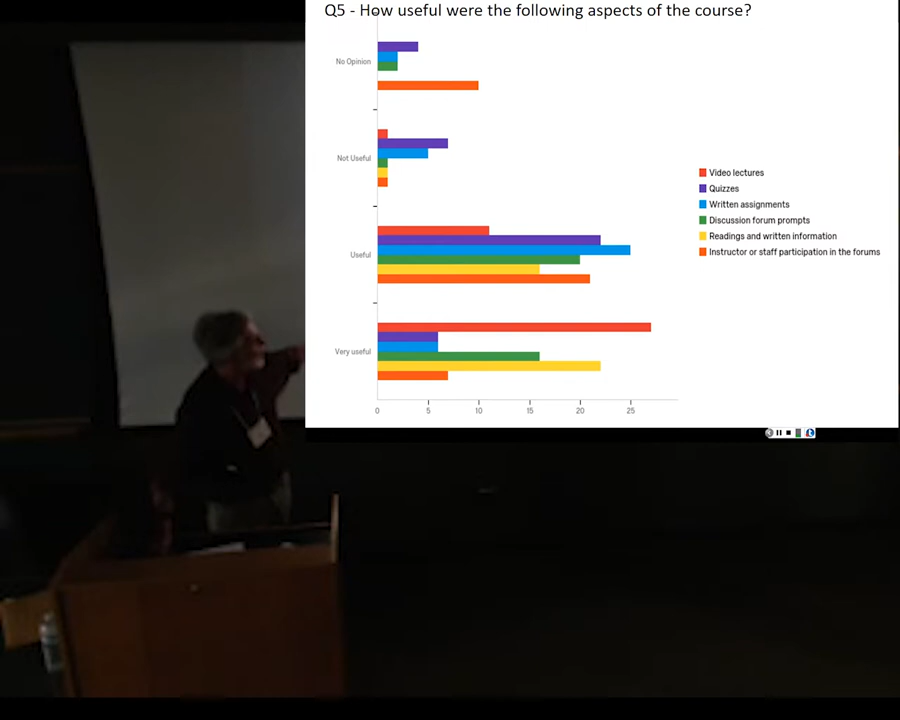 Q5 - How useful were the following aspects of the course?
No Opinion
Not Useful
Useful
Very useful
0 5 10 15 20 25
Video lectures
Quizzes
Written assignments
Discussion forum prompts
Readings and written information
Instructor or staff participation in the forums